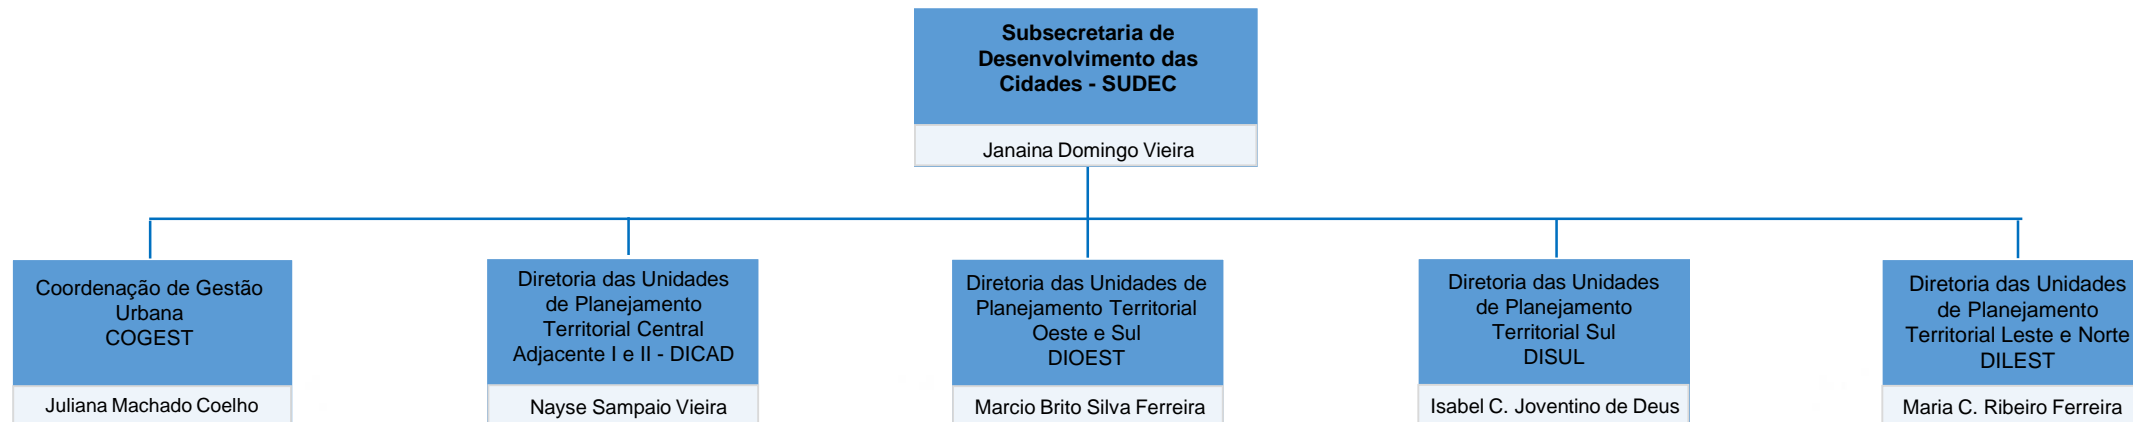 Subsecretaria de
Desenvolvimento das
Cidades - SUDEC
Janaina Domingo Vieira
Coordenação de Gestão
Urbana
COGEST
Juliana Machado Coelho
Diretoria das Unidades
de Planejamento
Territorial Central
Adjacente I e II - DICAD
Nayse Sampaio Vieira
Diretoria das Unidades de
Planejamento Territorial
Oeste e Sul
DIOEST
Marcio Brito Silva Ferreira
Diretoria das Unidades
de Planejamento
Territorial Sul
DISUL
Isabel C. Joventino de Deus
Diretoria das Unidades
de Planejamento
Territorial Leste e Norte
DILEST
Maria C. Ribeiro Ferreira